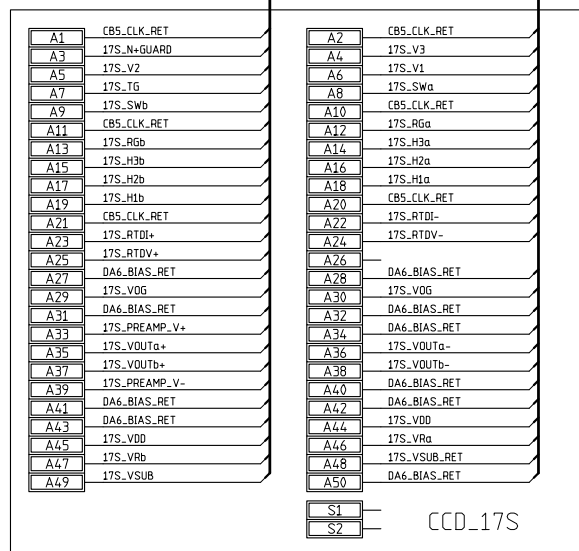 A1 CB5_CLK_RET
A3 17S_N+GUARD
A5 17S_V2
A7 17S_TG
A9 17S_SWb
A11 CB5_CLK_RET
A13 17S_RGb
A15 17S_H3b
A17 17S_H2b
A19 17S_H1b
A21 CB5_CLK_RET
A23 17S_RTDI+
A25 17S_RTDV+
A27 DA6_BIAS_RET
A29 17S_VOG
A31 DA6_BIAS_RET
A33 17S_PREAMP_V+
A35 17S_VOUTa+
A37 17S_VOUTb+
A39 17S_PREAMP_V-
A41 DA6_BIAS_RET
A43 DA6_BIAS_RET
A45 17S_VDD
A47 17S_VRb
A49 17S_VSUB
A2 CB5_CLK_RET
A4 17S_V3
A6 17S_V1
A8 17S_SWa
A10 CB5_CLK_RET
A12 17S_RGa
A14 17S_H3a
A16 17S_H2a
A18 17S_H1a
A20 CB5_CLK_RET
A22 17S_RTDI-
A24 17S_RTDV-
A26
A28 DA6_BIAS_RET
A30 17S_VOG
A32 DA6_BIAS_RET
A34 DA6_BIAS_RET
A36 17S_VOUTa-
A38 17S_VOUTb-
A40 DA6_BIAS_RET
A42 DA6_BIAS_RET
A44 17S_VDD
A46 17S_VRa
A48 17S_VSUB_RET
A50 DA6_BIAS_RET
S1
S2
CCD_17S